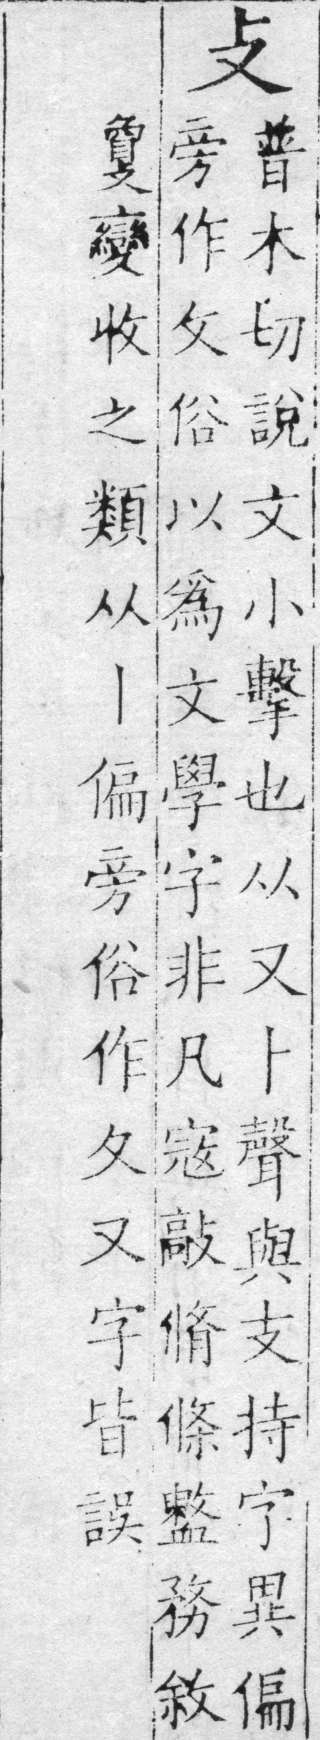 攴
普木切說文小擊也从又卜聲與支持字異偏
旁作攵俗以爲文學字非凡寇敲脩條盩務敘
夐變收之類从丨偏旁俗作夂又字皆誤